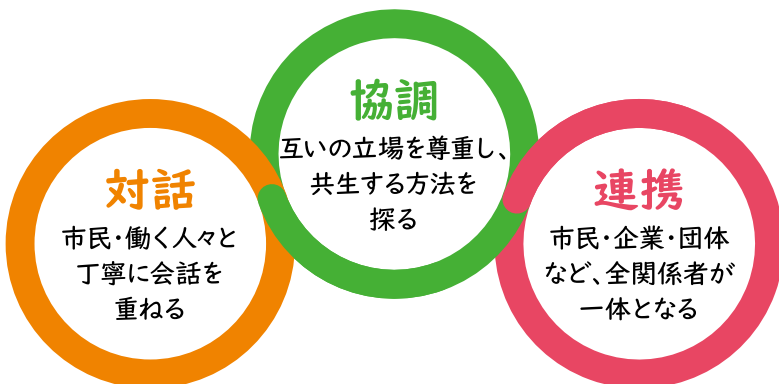 対話
市民・働く人々と
丁寧に会話を
重ねる
協調
互いの立場を尊重し、
共生する方法を
探る
連携
市民・企業・団体
など、全関係者が
一体となる